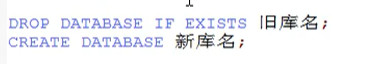 DROP DATABASE IF EXISTS 旧库名;
CREATE DATABASE 新库名;